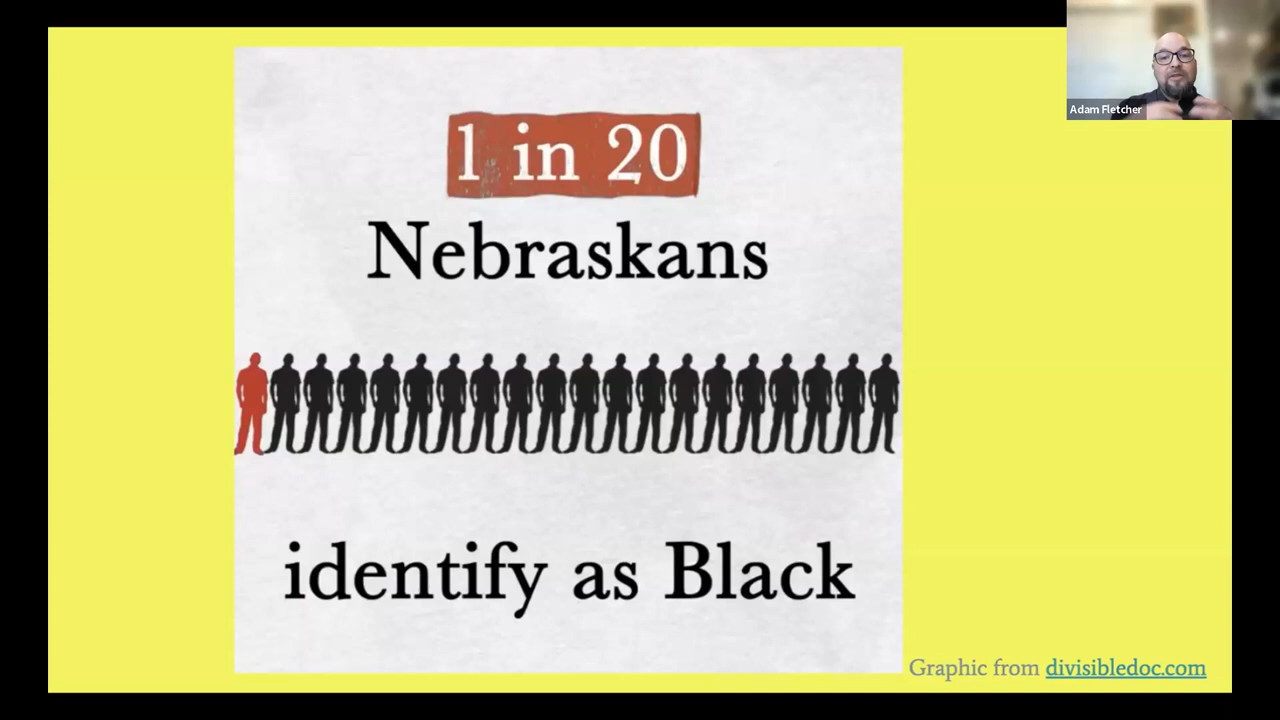 Adam Fletcher
1 in 20
Nebraskans
identify as Black
Graphic from divisibledoc.com